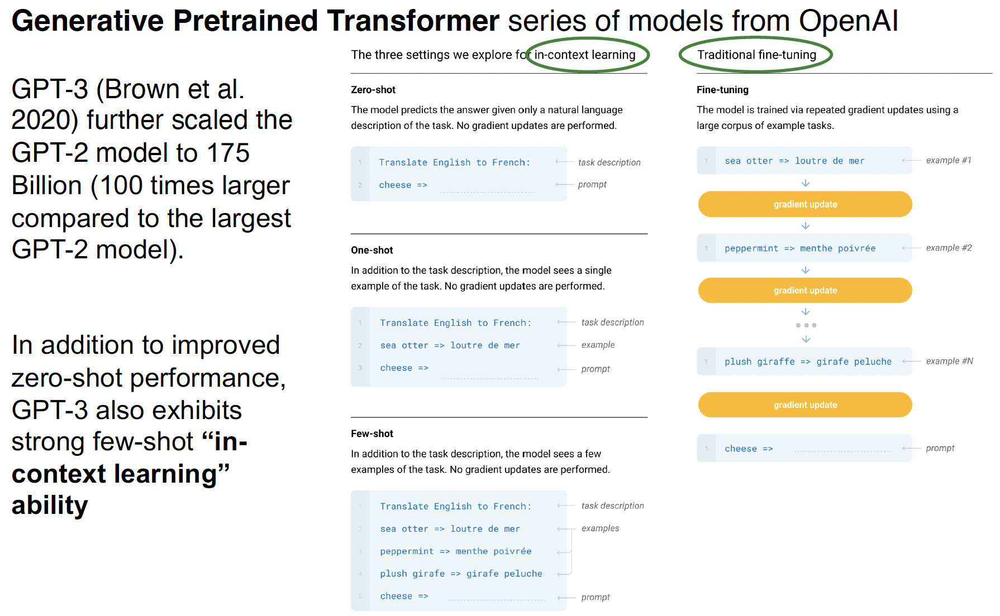 Generative Pretrained Transformer series of models from OpenAI
GPT-3 (Brown et al.
2020) further scaled the
GPT-2 model to 175
Billion (100 times larger
compared to the largest
GPT-2 model).
In addition to improved
zero-shot performance,
GPT-3 also exhibits
strong few-shot “in-
context learning”
ability
The three settings we explore for in-context learning
Zero-shot
The model predicts the answer given only a natural language
description of the task. No gradient updates are performed.
1 Translate English to French: task description
2 cheese => prompt
One-shot
In addition to the task description, the model sees a single
example of the task. No gradient updates are performed.
1 Translate English to French: task description
2 sea otter => loutre de mer example
3 cheese => prompt
Few-shot
In addition to the task description, the model sees a few
examples of the task. No gradient updates are performed.
1 Translate English to French: task description
2 sea otter => loutre de mer examples
3 peppermint => menthe poivrée
4 plush girafe => girafe peluche
5 cheese => prompt
Traditional fine-tuning
Fine-tuning
The model is trained via repeated gradient updates using a
large corpus of example tasks.
1 sea otter => loutre de mer example #1
gradient update
1 peppermint => menthe poivrée example #2
gradient update
1 plush giraffe => girafe peluche example #N
gradient update
1 cheese => prompt